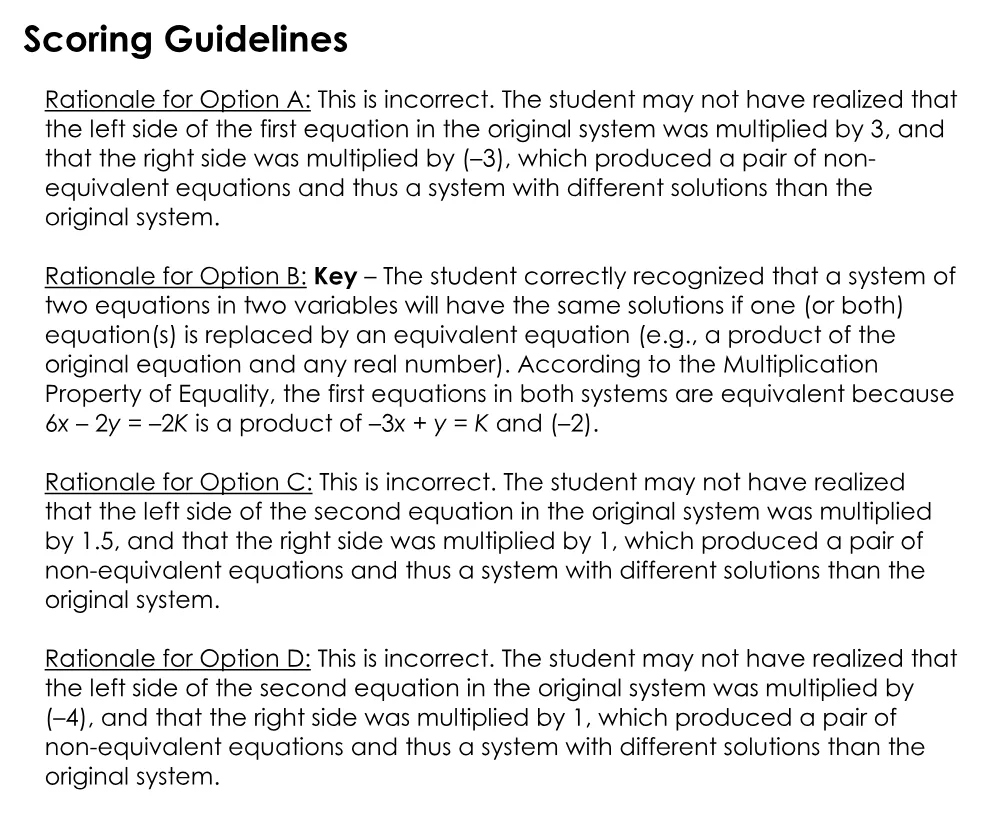 Scoring Guidelines
Rationale for Option A: This is incorrect. The student may not have realized that
the left side of the first equation in the original system was multiplied by 3, and
that the right side was multiplied by (–3), which produced a pair of non-
equivalent equations and thus a system with different solutions than the
original system.
Rationale for Option B: Key – The student correctly recognized that a system of
two equations in two variables will have the same solutions if one (or both)
equation(s) is replaced by an equivalent equation (e.g., a product of the
original equation and any real number). According to the Multiplication
Property of Equality, the first equations in both systems are equivalent because
6x – 2y = –2K is a product of –3x + y = K and (–2).
Rationale for Option C: This is incorrect. The student may not have realized
that the left side of the second equation in the original system was multiplied
by 1.5, and that the right side was multiplied by 1, which produced a pair of
non-equivalent equations and thus a system with different solutions than the
original system.
Rationale for Option D: This is incorrect. The student may not have realized that
the left side of the second equation in the original system was multiplied by
(–4), and that the right side was multiplied by 1, which produced a pair of
non-equivalent equations and thus a system with different solutions than the
original system.